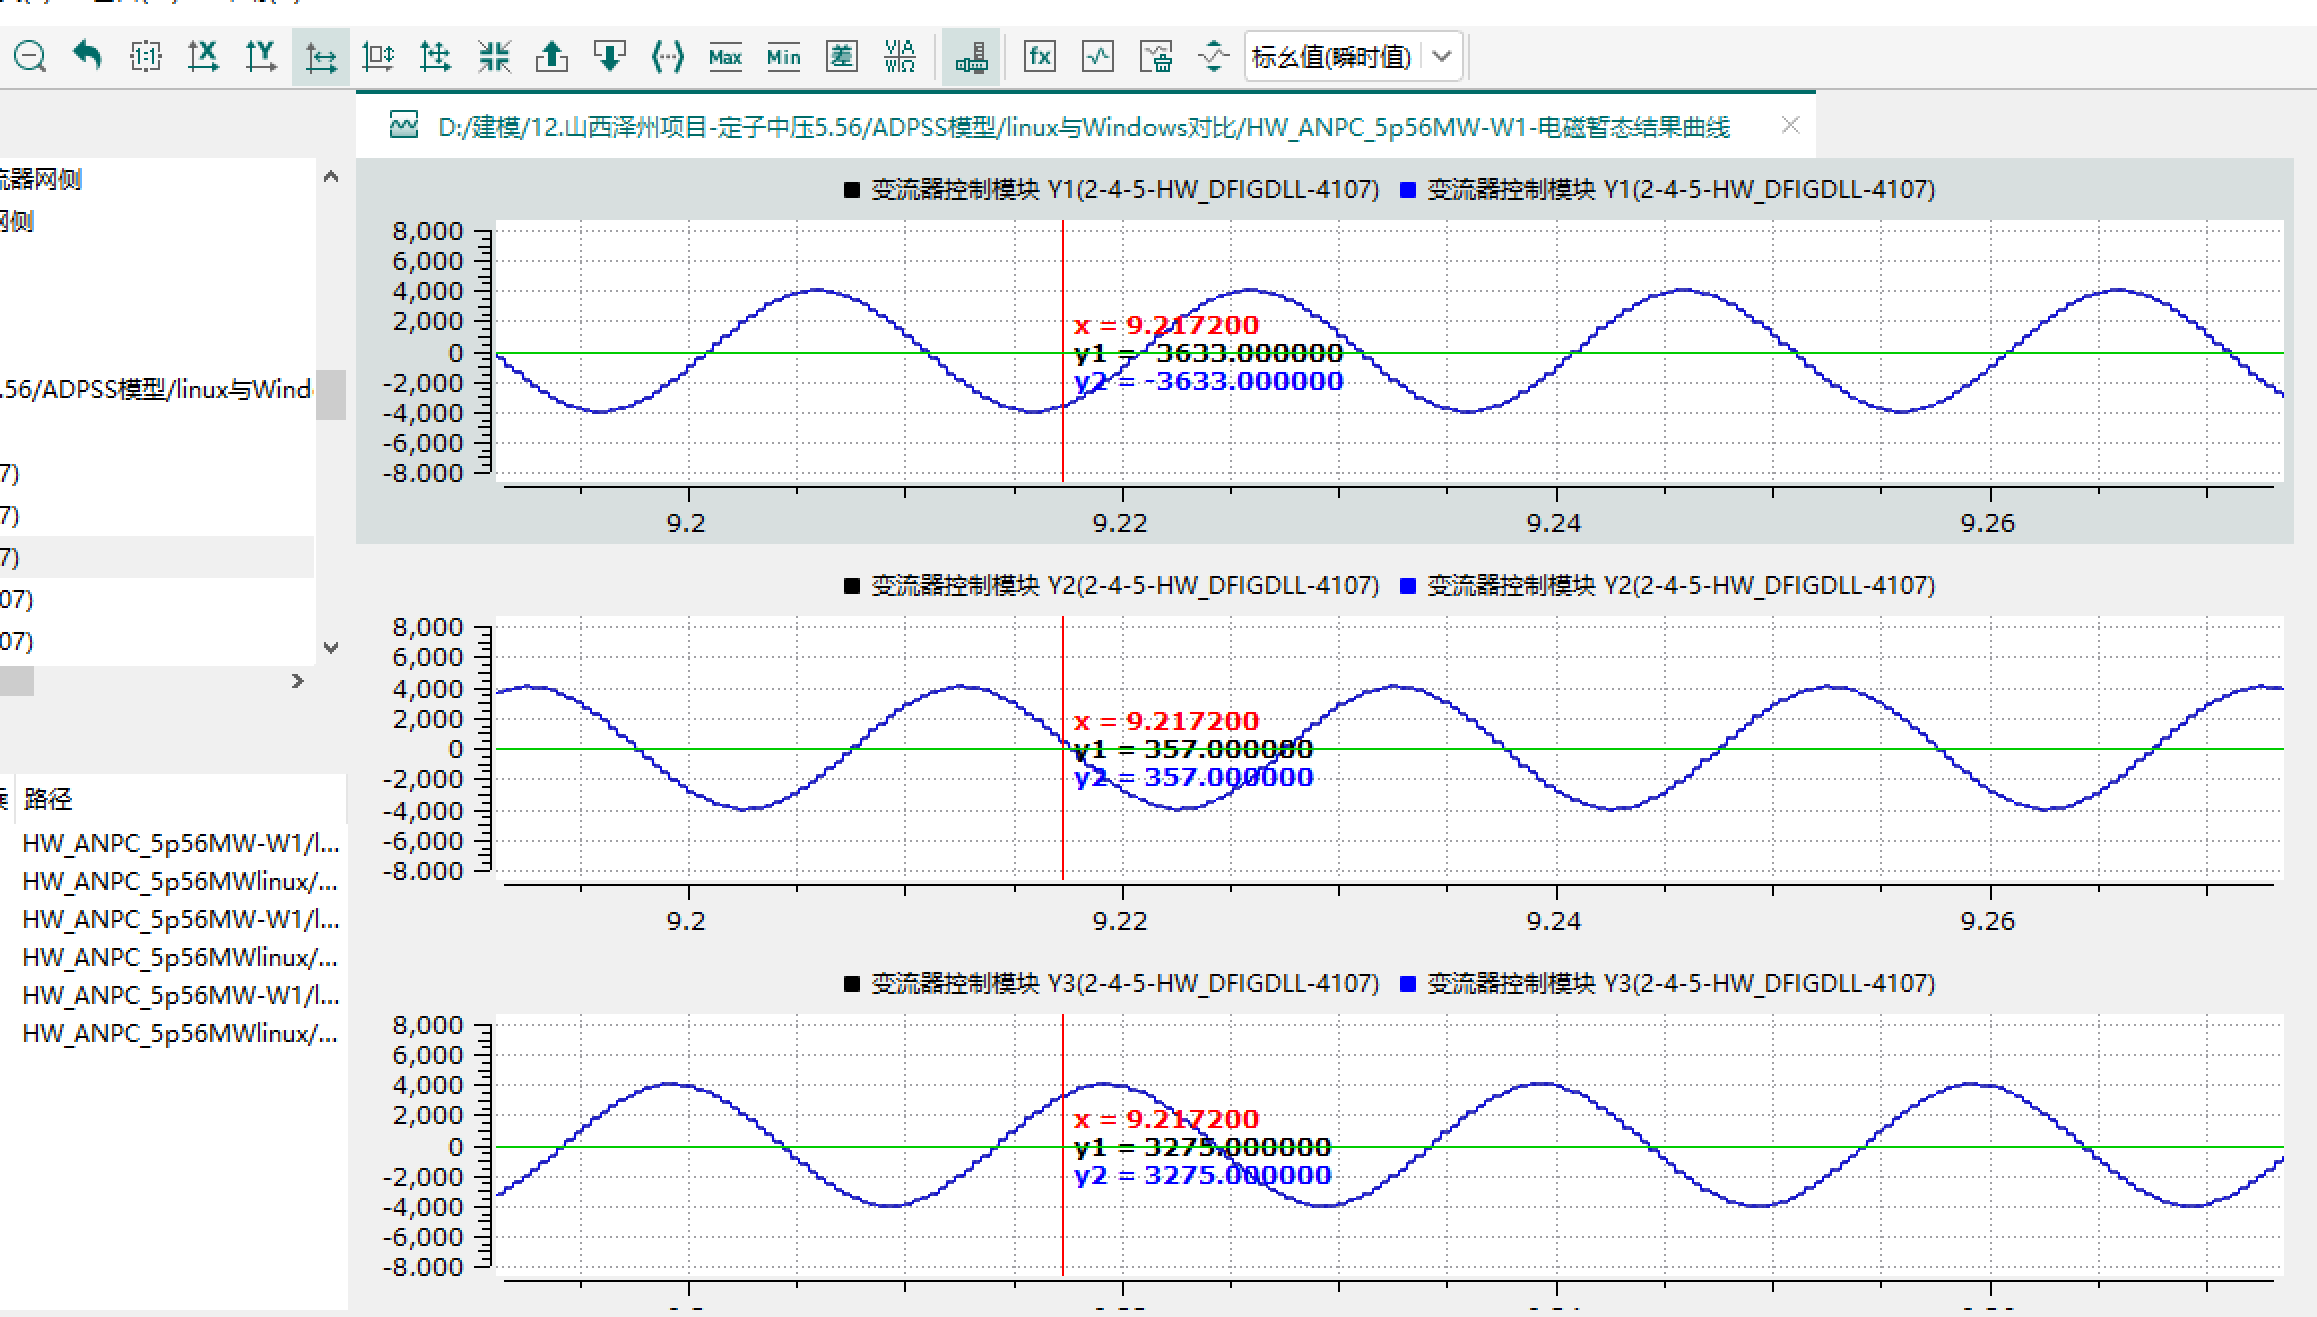 1:1 X Y Max Min 差 V|A W|Ω fx 标幺值(瞬时值)
D:/建模/12.山西泽州项目-定子中压5.56/ADPSS模型/linux与Windows对比/HW_ANPC_5p56MW-W1-电磁暂态结果曲线
流器网侧
网侧
.56/ADPSS模型/linux与Wind
7)
7)
7)
07)
07)
路径
HW_ANPC_5p56MW-W1/l...
HW_ANPC_5p56MWlinux/...
HW_ANPC_5p56MW-W1/l...
HW_ANPC_5p56MWlinux/...
HW_ANPC_5p56MW-W1/l...
HW_ANPC_5p56MWlinux/...
变流器控制模块 Y1(2-4-5-HW_DFIGDLL-4107) 变流器控制模块 Y1(2-4-5-HW_DFIGDLL-4107)
8,000
6,000
4,000
2,000
0
-2,000
-4,000
-6,000
-8.000
x = 9.217200
y1 = -3633.000000
y2 = -3633.000000
9.2 9.22 9.24 9.26
变流器控制模块 Y2(2-4-5-HW_DFIGDLL-4107) 变流器控制模块 Y2(2-4-5-HW_DFIGDLL-4107)
8,000
6,000
4,000
2,000
0
-2,000
-4,000
-6,000
-8.000
x = 9.217200
y1 = 357.000000
y2 = 357.000000
9.2 9.22 9.24 9.26
变流器控制模块 Y3(2-4-5-HW_DFIGDLL-4107) 变流器控制模块 Y3(2-4-5-HW_DFIGDLL-4107)
8,000
6,000
4,000
2,000
0
-2,000
-4,000
-6,000
-8.000
x = 9.217200
y1 = 3275.000000
y2 = 3275.000000